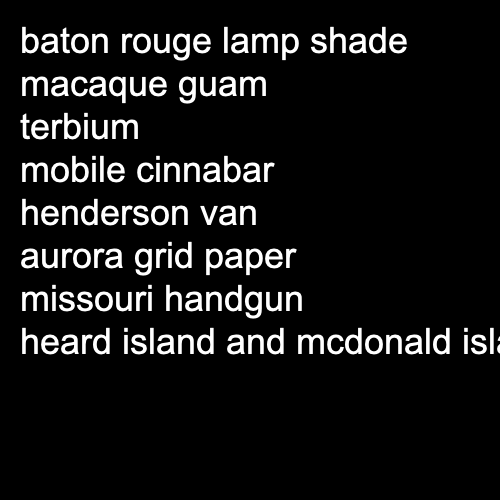 baton rouge lamp shade
macaque guam
terbium
mobile cinnabar
henderson van
aurora grid paper
missouri handgun
heard island and mcdonald